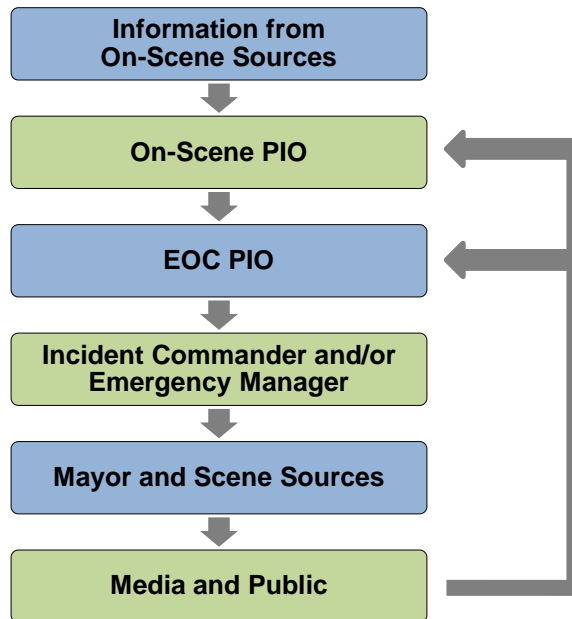 Information from
On-Scene Sources
On-Scene PIO
EOC PIO
Incident Commander and/or
Emergency Manager
Mayor and Scene Sources
Media and Public